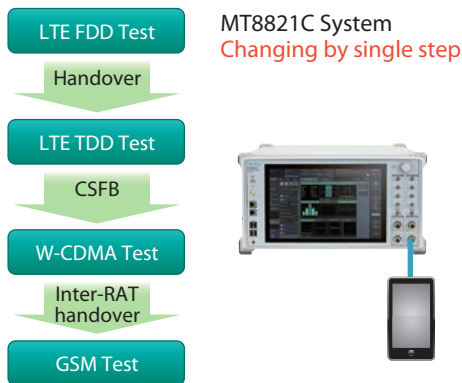 LTE FDD Test
Handover
LTE TDD Test
CSFB
W-CDMA Test
Inter-RAT
handover
GSM Test
MT8821C System
Changing by single step